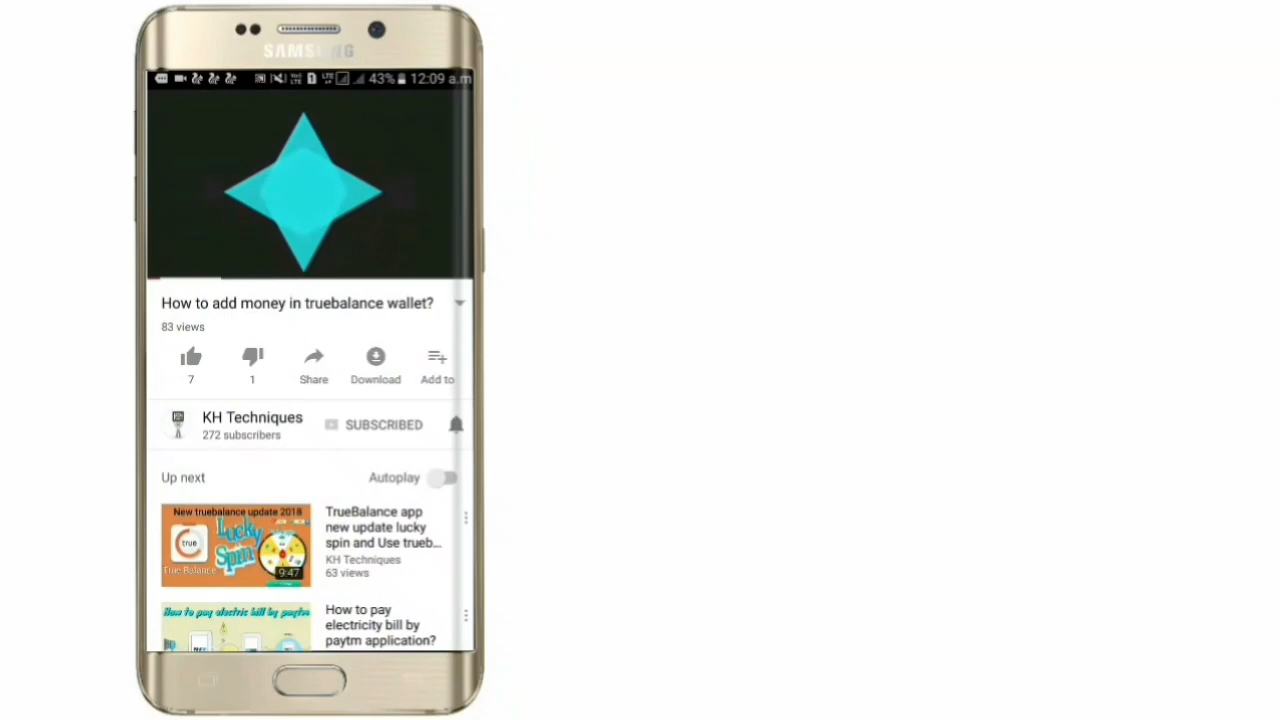 SAMSUNG
43% 12:09 a.m
How to add money in truebalance wallet?
83 views
7 1 Share Download Add to
KH Techniques
272 subscribers
SUBSCRIBED
Up next
Autoplay
New truebalance update 2018
Lucky
Spin
true
True Balance
9:47
TrueBalance app
new update lucky
spin and Use trueb...
KH Techniques
63 views
How to pay electric bill by paytm
How to pay
electricity bill by
paytm application?